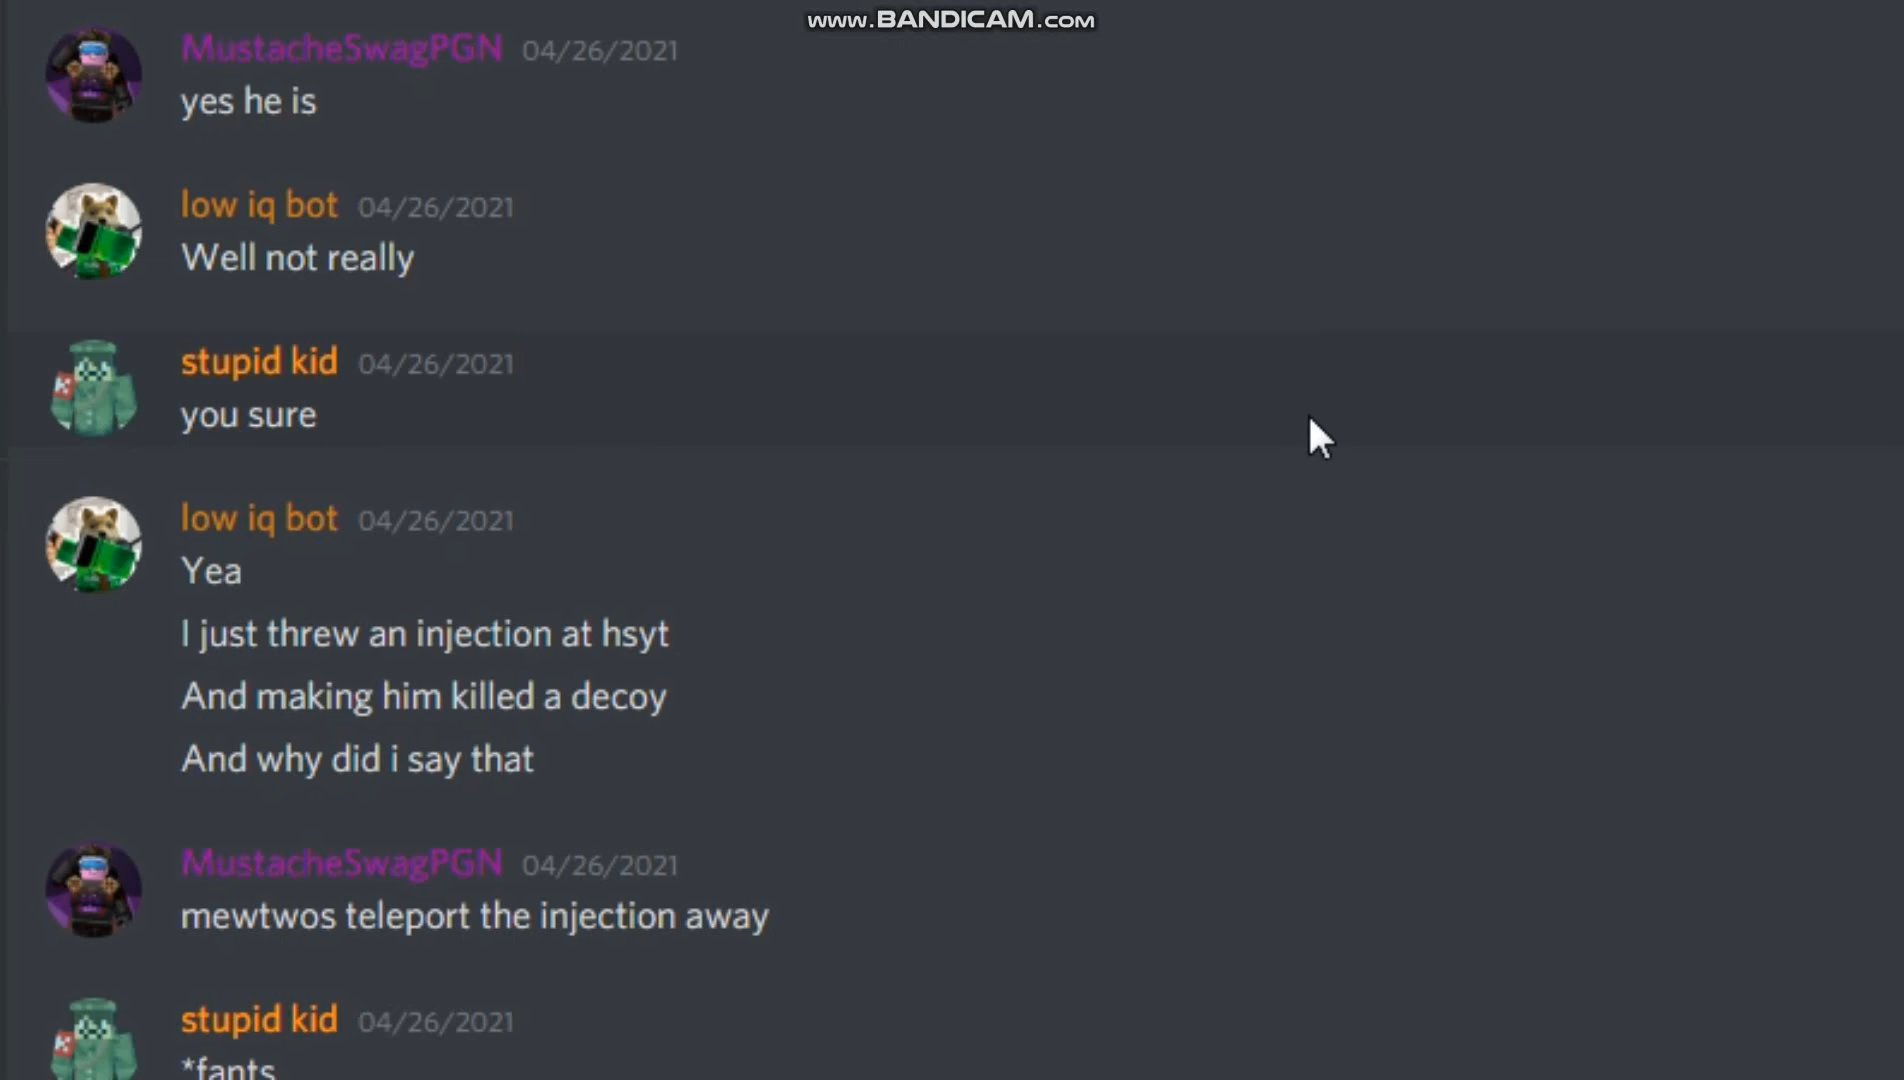 www.BANDICAM.com
MustacheSwagPGN 04/26/2021
yes he is
low iq bot 04/26/2021
Well not really
stupid kid 04/26/2021
you sure
low iq bot 04/26/2021
Yea
I just threw an injection at hsyt
And making him killed a decoy
And why did i say that
MustacheSwagPGN 04/26/2021
mewtwos teleport the injection away
stupid kid 04/26/2021
*fants